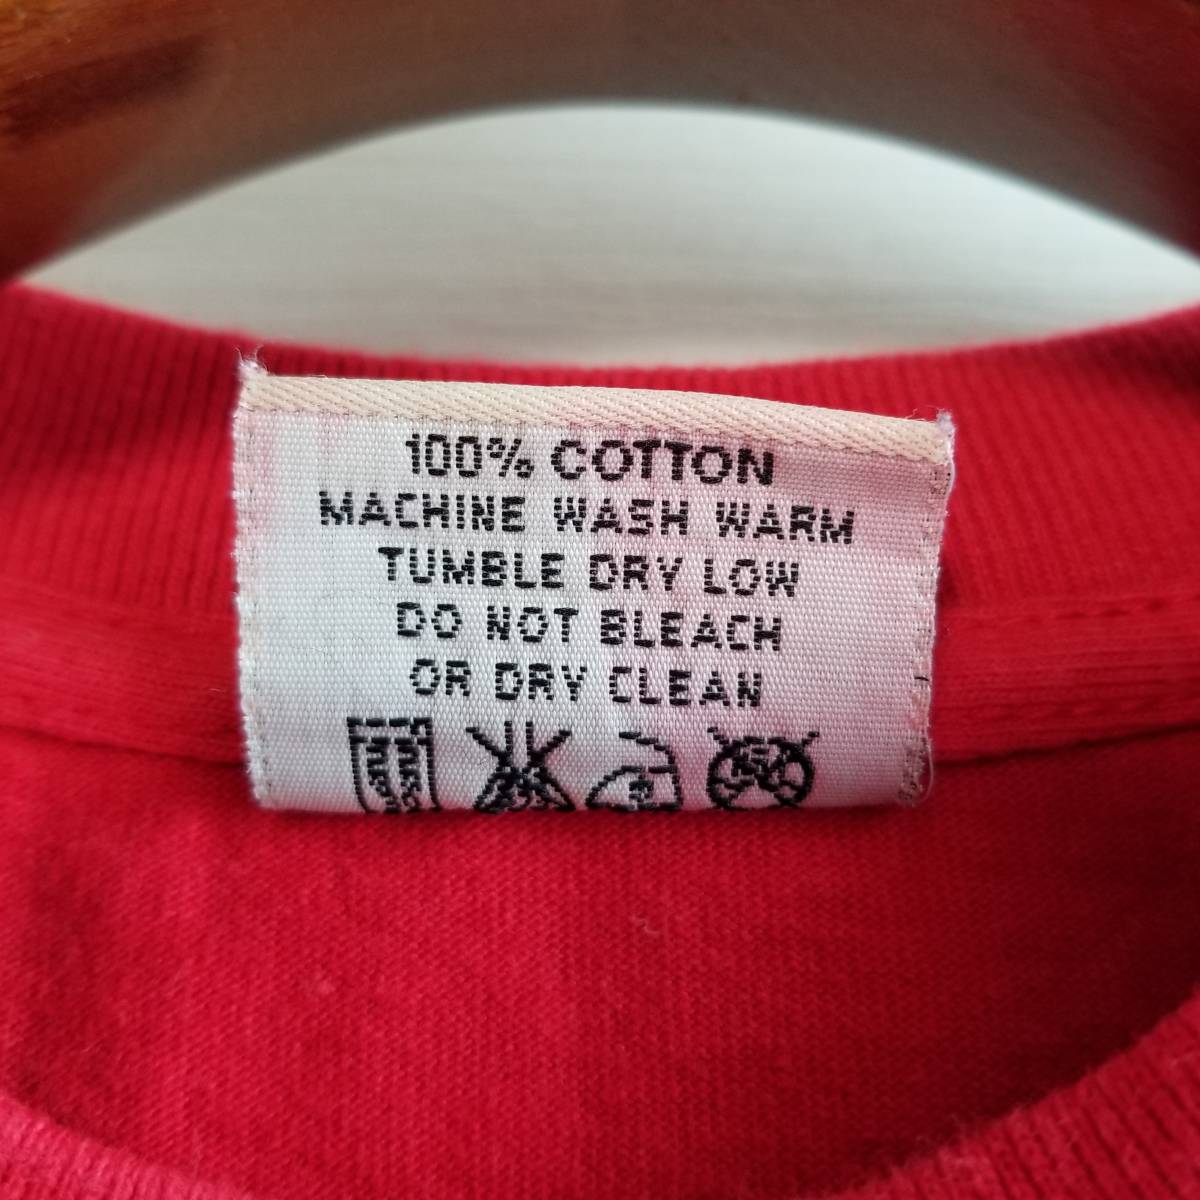 100% COTTON
MACHINE WASH WARM
TUMBLE DRY LOW
DO NOT BLEACH
OR DRY CLEAN